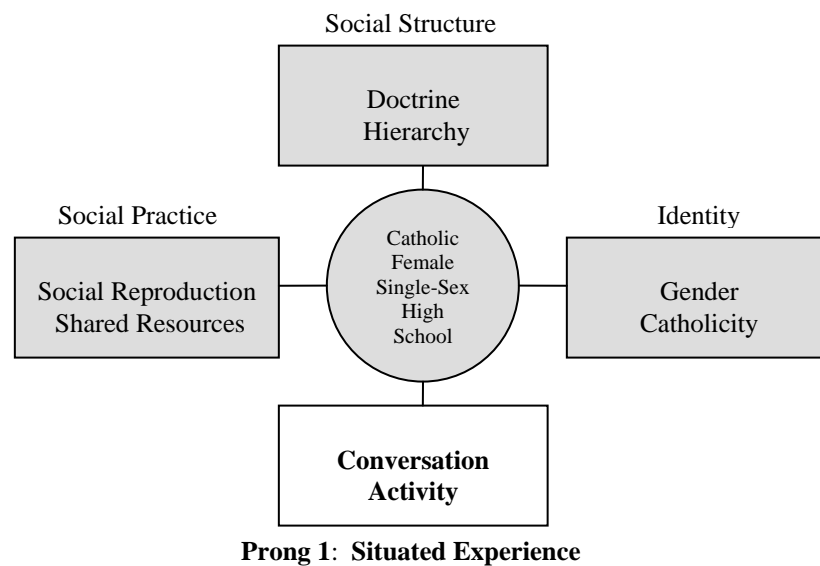 Social Structure
Doctrine
Hierarchy
Social Practice
Social Reproduction
Shared Resources
Catholic
Female
Single-Sex
High
School
Identity
Gender
Catholicity
Conversation
Activity
Prong 1: Situated Experience